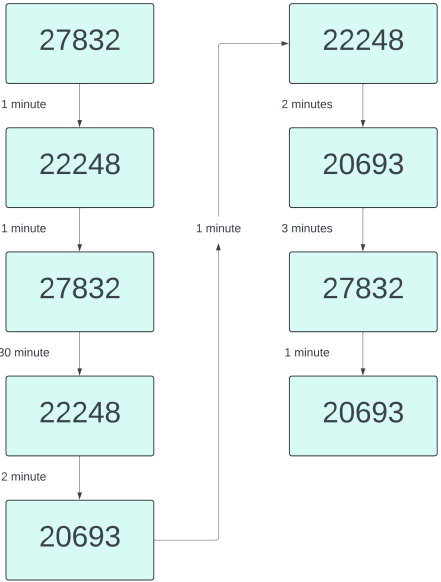 27832
1 minute
22248
1 minute
27832
30 minute
22248
2 minute
20693
1 minute
22248
2 minutes
20693
3 minutes
27832
1 minute
20693